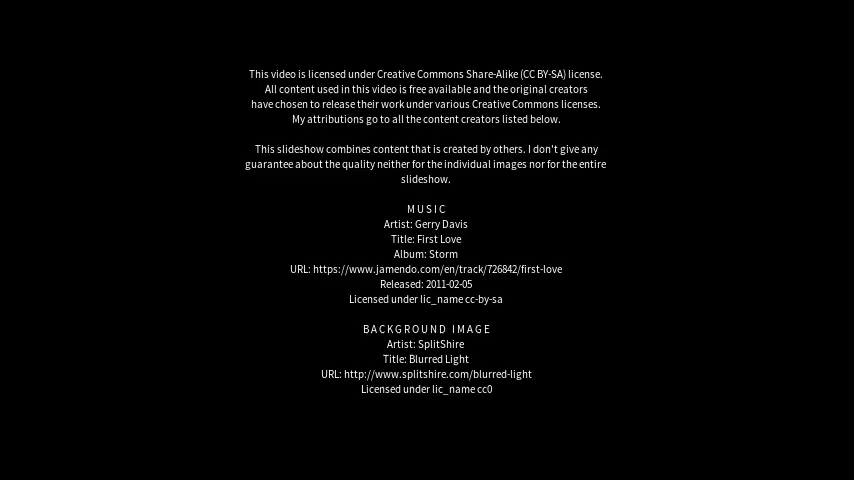 This video is licensed under Creative Commons Share-Alike (CC BY-SA) license.
All content used in this video is free available and the original creators
have chosen to release their work under various Creative Commons licenses.
My attributions go to all the content creators listed below.
This slideshow combines content that is created by others. I don't give any
guarantee about the quality neither for the individual images nor for the entire
slideshow.
MUSIC
Artist: Gerry Davis
Title: First Love
Album: Storm
URL: https://www.jamendo.com/en/track/726842/first-love
Released: 2011-02-05
Licensed under lic_name cc-by-sa
BACKGROUND IMAGE
Artist: SplitShire
Title: Blurred Light
URL: http://www.splitshire.com/blurred-light
Licensed under lic_name cc0